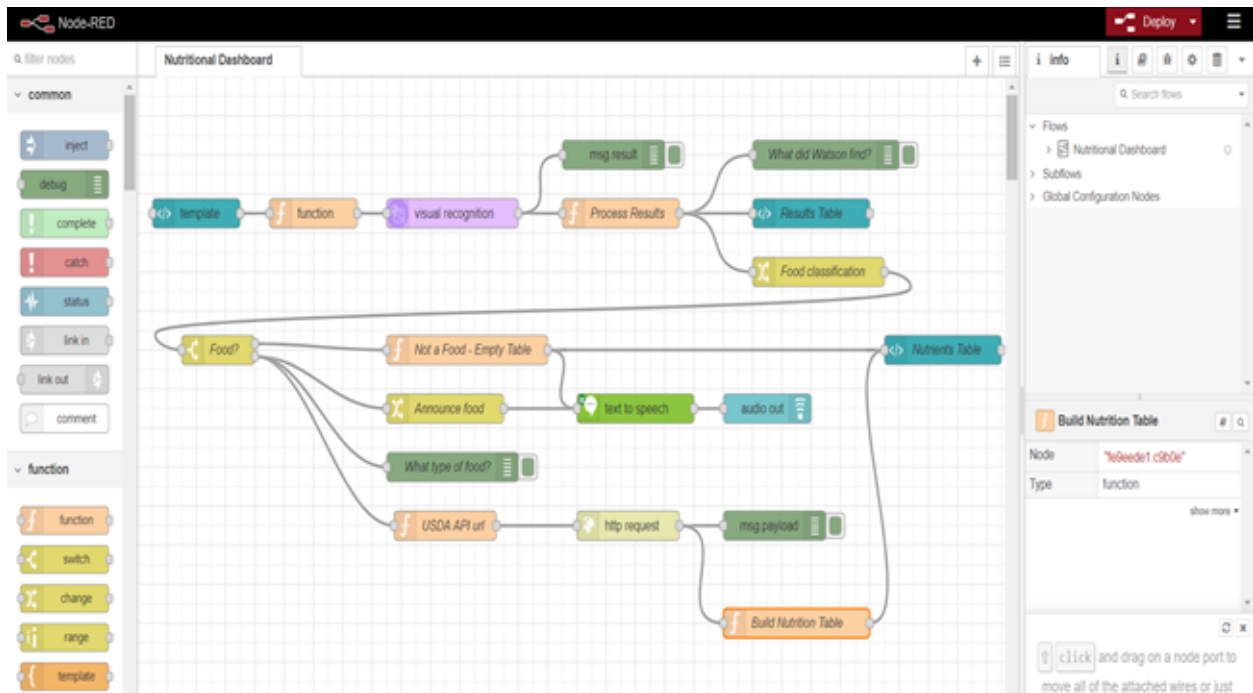 Node-RED
Deploy
filter nodes
Nutritional Dashboard
i info
Search flows
common
inject
debug
complete
catch
status
link in
link out
comment
function
function
switch
change
range
template
template
function
visual recognition
msg.result
Process Results
What did Watson find?
Results Table
Food classification
Food?
Not a Food - Empty Table
Nutrients Table
Announce food
text to speech
audio out
What type of food?
USDA API url
http request
msg.payload
Build Nutrition Table
Flows
Nutritional Dashboard
Subflows
Global Configuration Nodes
Build Nutrition Table
Node "fe9eede1.c9b0e"
Type function
show more
click and drag on a node port to
move all of the attached wires or just